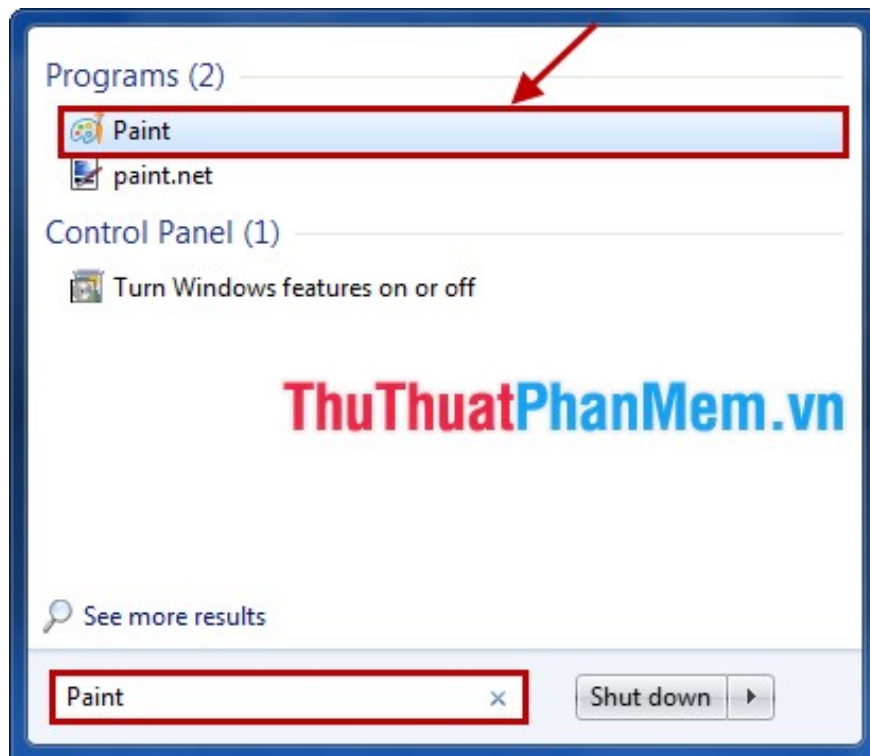 Programs (2)
Paint
paint.net
Control Panel (1)
Turn Windows features on or off
ThuThuatPhanMem.vn
See more results
Paint
Shut down